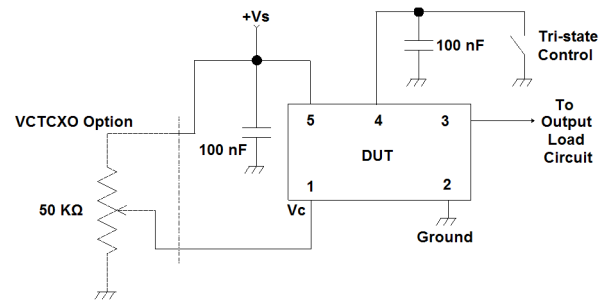 +Vs
100 nF
Tri-state
Control
VCTCXO Option
100 nF
5
4
3
To
Output
Load
Circuit
DUT
50 KΩ
1
2
Vc
Ground